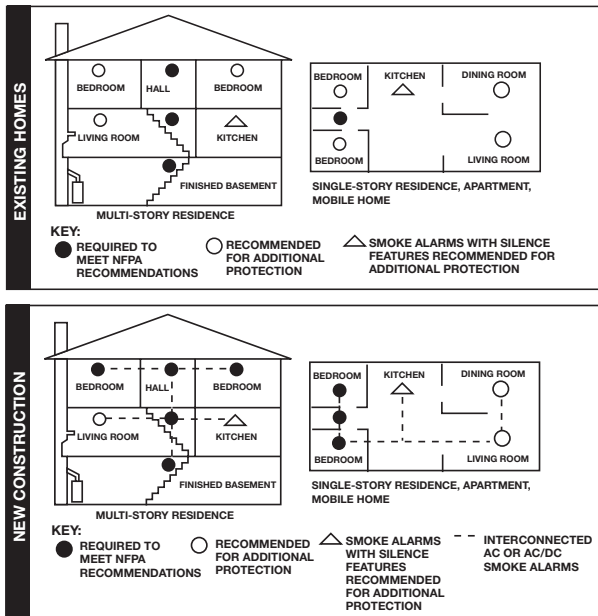 EXISTING HOMES
BEDROOM
HALL
BEDROOM
LIVING ROOM
KITCHEN
FINISHED BASEMENT
MULTI-STORY RESIDENCE
BEDROOM
KITCHEN
DINING ROOM
BEDROOM
LIVING ROOM
SINGLE-STORY RESIDENCE, APARTMENT,
MOBILE HOME
KEY:
REQUIRED TO
MEET NFPA
RECOMMENDATIONS
RECOMMENDED
FOR ADDITIONAL
PROTECTION
SMOKE ALARMS WITH SILENCE
FEATURES RECOMMENDED FOR
ADDITIONAL PROTECTION
NEW CONSTRUCTION
BEDROOM
HALL
BEDROOM
LIVING ROOM
KITCHEN
FINISHED BASEMENT
MULTI-STORY RESIDENCE
BEDROOM
KITCHEN
DINING ROOM
BEDROOM
LIVING ROOM
SINGLE-STORY RESIDENCE, APARTMENT,
MOBILE HOME
KEY:
REQUIRED TO
MEET NFPA
RECOMMENDATIONS
RECOMMENDED
FOR ADDITIONAL
PROTECTION
SMOKE ALARMS
WITH SILENCE
FEATURES
RECOMMENDED
FOR ADDITIONAL
PROTECTION
INTERCONNECTED
AC OR AC/DC
SMOKE ALARMS